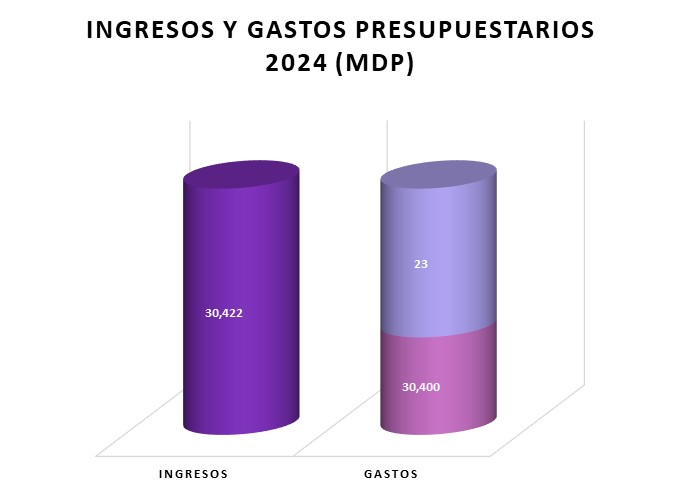 INGRESOS Y GASTOS PRESUPUESTARIOS
2024 (MDP)
23
30,422
30,400
INGRESOS
GASTOS